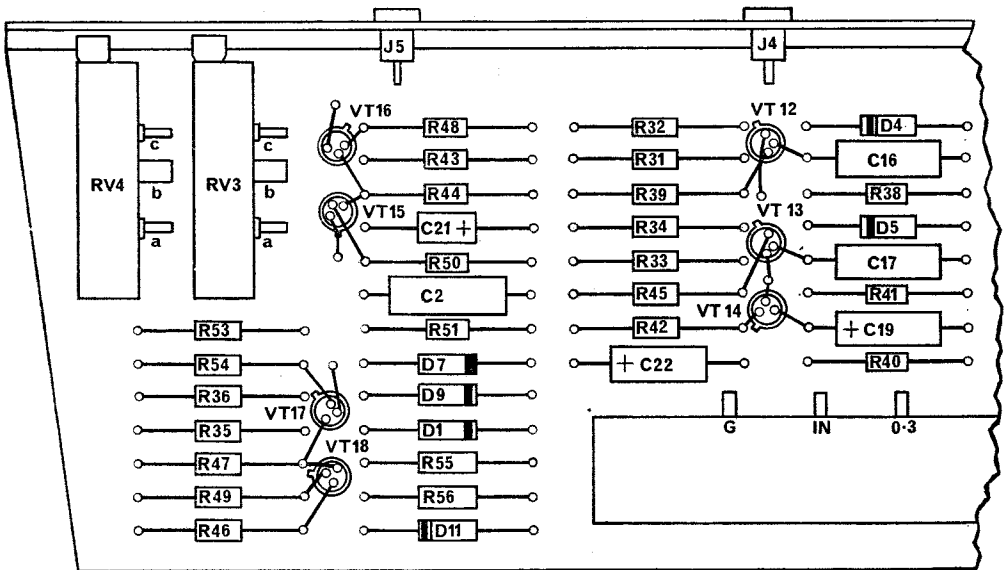 J5
J4
VT16
VT12
R48
R32
D4
c
c
R43
R31
C16
RV4
b
RV3
b
R44
R39
R38
VT15
VT 13
C21 +
R34
D5
a
a
R50
R33
C17
C2
R45
R41
VT 14
R53
R51
R42
+ C19
R54
D7
+ C22
R40
R36
D9
VT17
G
IN
0·3
R35
D1
VT18
R47
R55
R49
R56
R46
D11